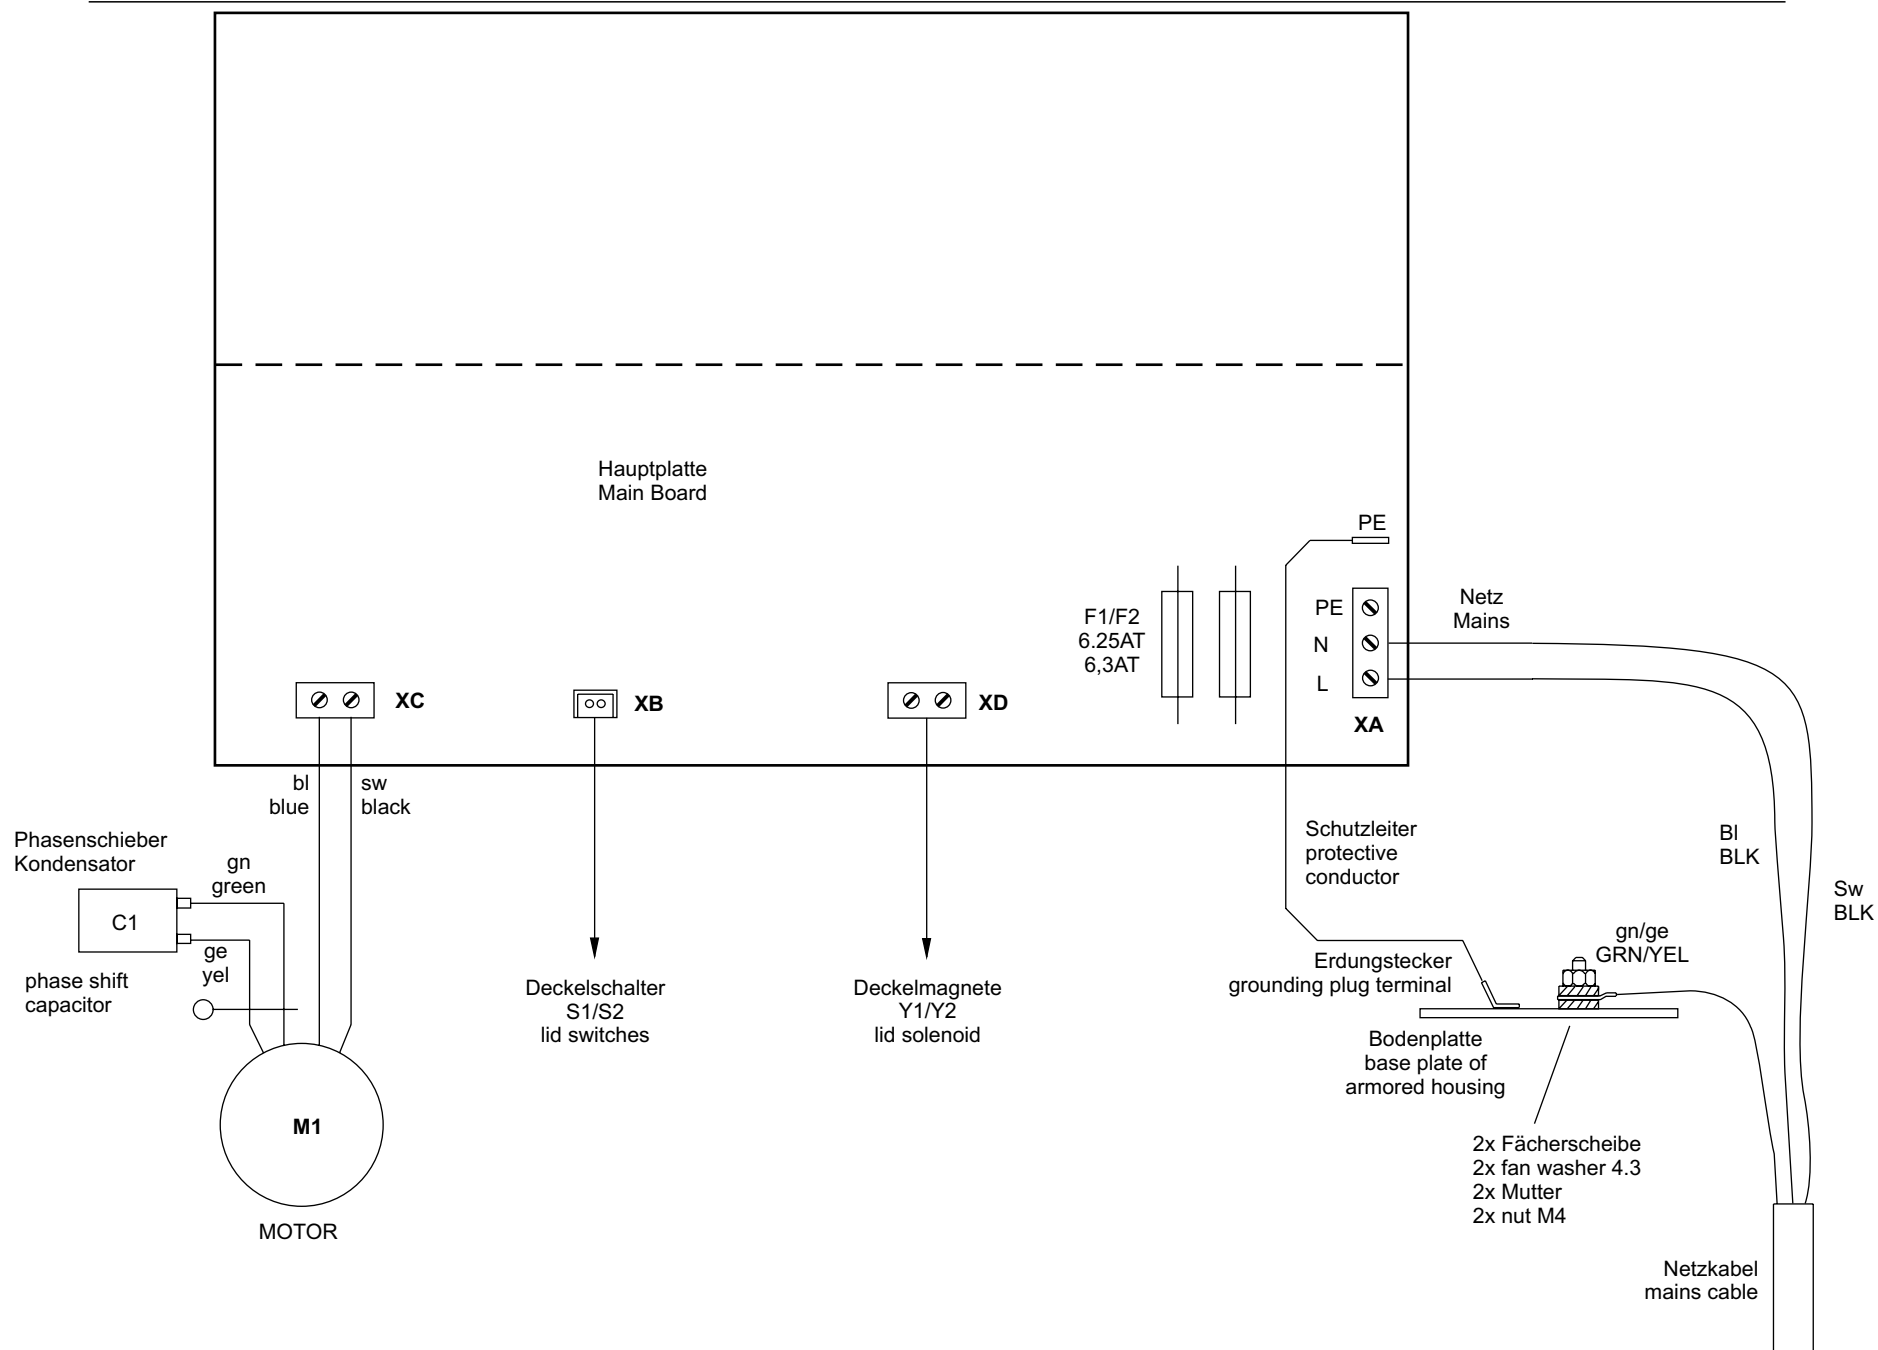 Hauptplatte
Main Board
PE
F1/F2
6.25AT
6,3AT
PE
N
L
XA
Netz
Mains
XC
XB
XD
bl
blue
sw
black
Phasenschieber
Kondensator
gn
green
C1
ge
yel
phase shift
capacitor
M1
MOTOR
Deckelschalter
S1/S2
lid switches
Deckelmagnete
Y1/Y2
lid solenoid
Schutzleiter
protective
conductor
Bl
BLK
Sw
BLK
Erdungstecker
grounding plug terminal
gn/ge
GRN/YEL
Bodenplatte
base plate of
armored housing
2x Fächerscheibe
2x fan washer 4.3
2x Mutter
2x nut M4
Netzkabel
mains cable